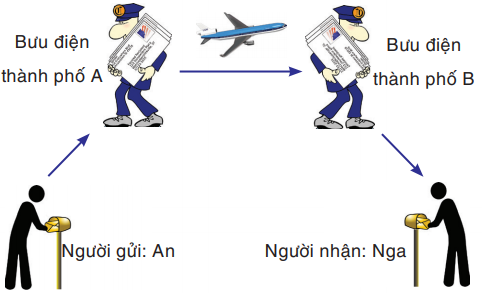 Bưu điện
thành phố A
Bưu điện
thành phố B
Người gửi: An
Người nhận: Nga